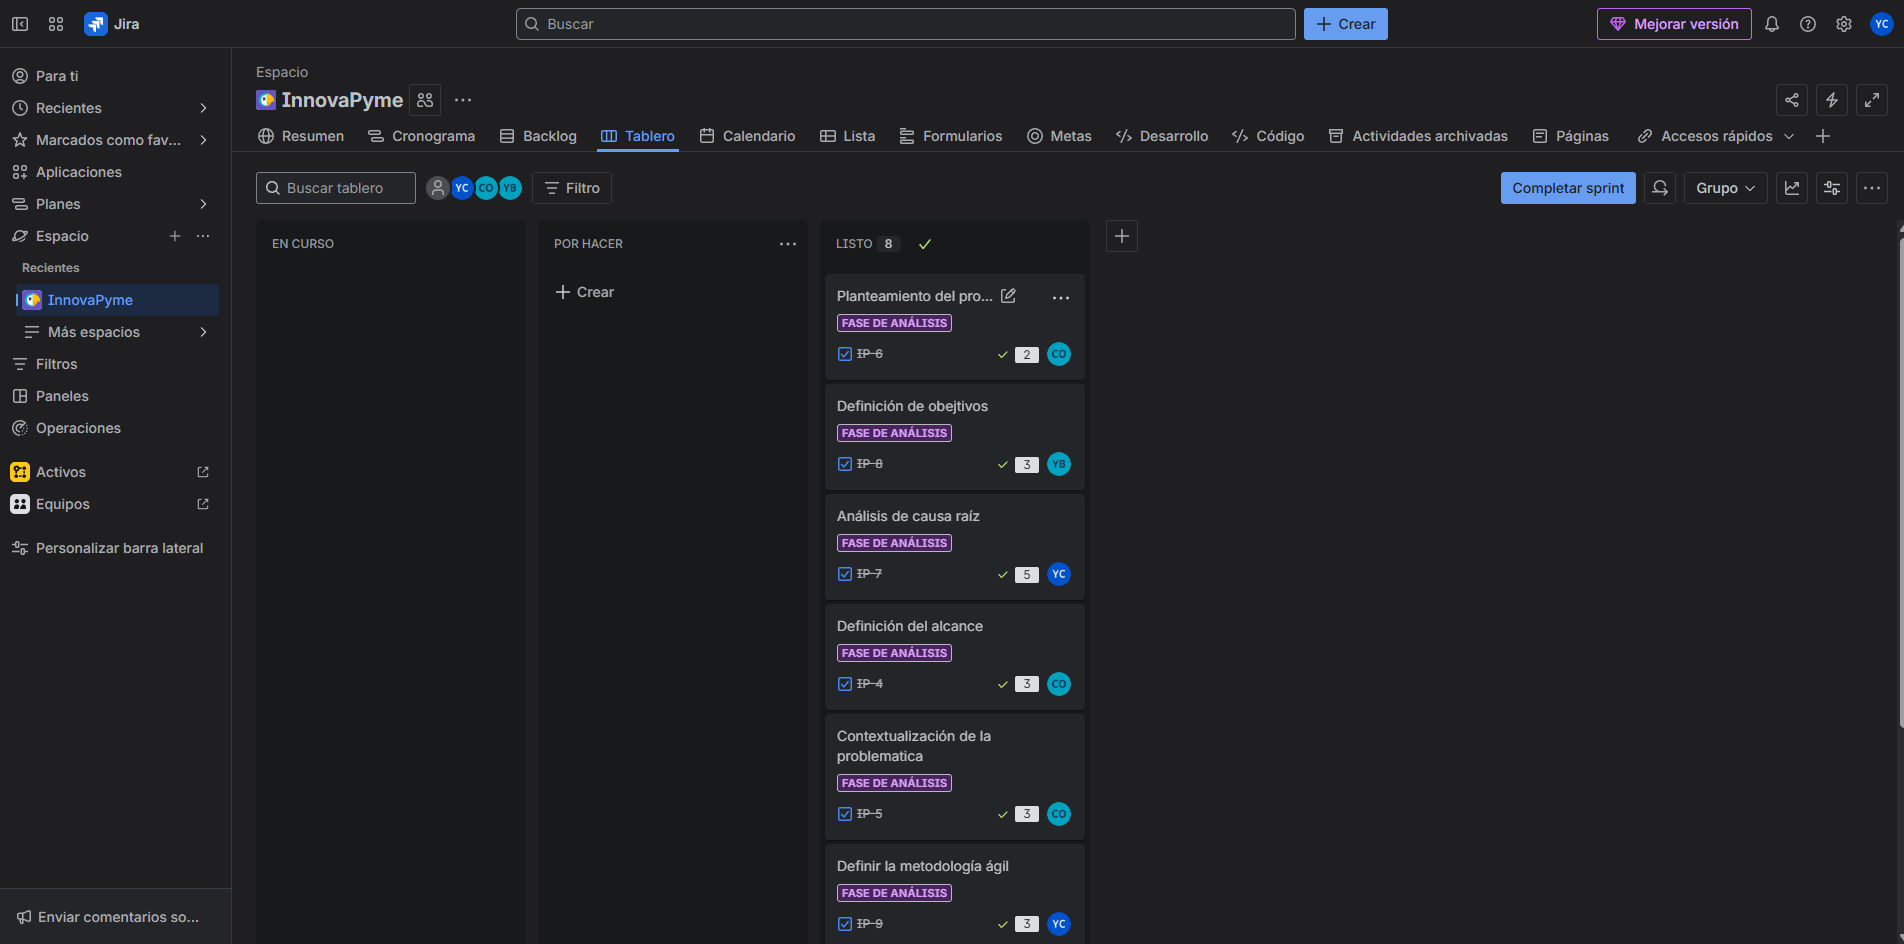 Jira
Buscar
Crear
Mejorar versión
YC
Para ti
Recientes
Marcados como fav...
Aplicaciones
Planes
Espacio
Recientes
InnovaPyme
Más espacios
Filtros
Paneles
Operaciones
Activos
Equipos
Personalizar barra lateral
Enviar comentarios so...
Espacio
InnovaPyme
Resumen
Cronograma
Backlog
Tablero
Calendario
Lista
Formularios
Metas
Desarrollo
Código
Actividades archivadas
Páginas
Accesos rápidos
Buscar tablero
YC
CO
YB
Filtro
Completar sprint
Grupo
EN CURSO
POR HACER
Crear
LISTO 8
Planteamiento del pro...
FASE DE ANÁLISIS
IP-6 2 CO
Definición de obejtivos
FASE DE ANÁLISIS
IP-8 3 YB
Análisis de causa raíz
FASE DE ANÁLISIS
IP-7 5 YC
Definición del alcance
FASE DE ANÁLISIS
IP-4 3 CO
Contextualización de la
problematica
FASE DE ANÁLISIS
IP-5 3 CO
Definir la metodología ágil
FASE DE ANÁLISIS
IP-9 3 YC